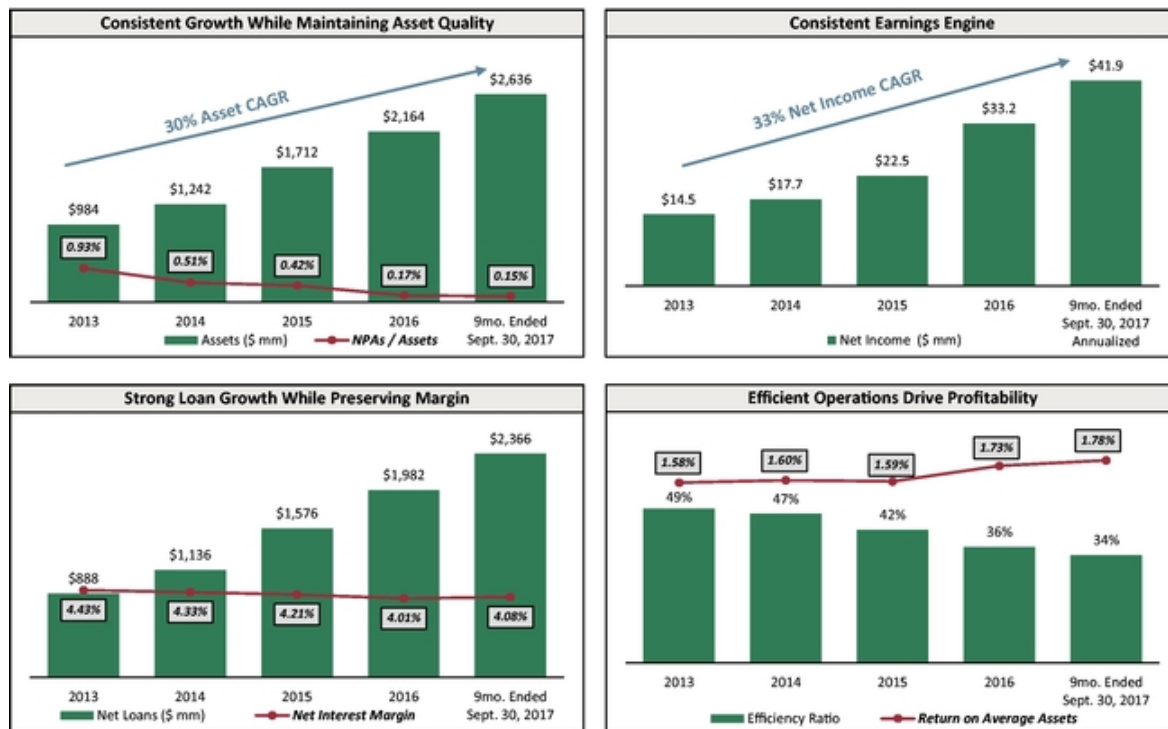 Consistent Growth While Maintaining Asset Quality
30% Asset CAGR
$984
$1,242
$1,712
$2,164
$2,636
0.93%
0.51%
0.42%
0.17%
0.15%
2013
2014
2015
2016
9mo. Ended
Sept. 30, 2017
Assets ($ mm)
NPAs / Assets
Consistent Earnings Engine
33% Net Income CAGR
$14.5
$17.7
$22.5
$33.2
$41.9
2013
2014
2015
2016
9mo. Ended
Sept. 30, 2017
Annualized
Net Income ($ mm)
Strong Loan Growth While Preserving Margin
$888
$1,136
$1,576
$1,982
$2,366
4.43%
4.33%
4.21%
4.01%
4.08%
2013
2014
2015
2016
9mo. Ended
Sept. 30, 2017
Net Loans ($ mm)
Net Interest Margin
Efficient Operations Drive Profitability
1.58%
1.60%
1.59%
1.73%
1.78%
49%
47%
42%
36%
34%
2013
2014
2015
2016
9mo. Ended
Sept. 30, 2017
Efficiency Ratio
Return on Average Assets